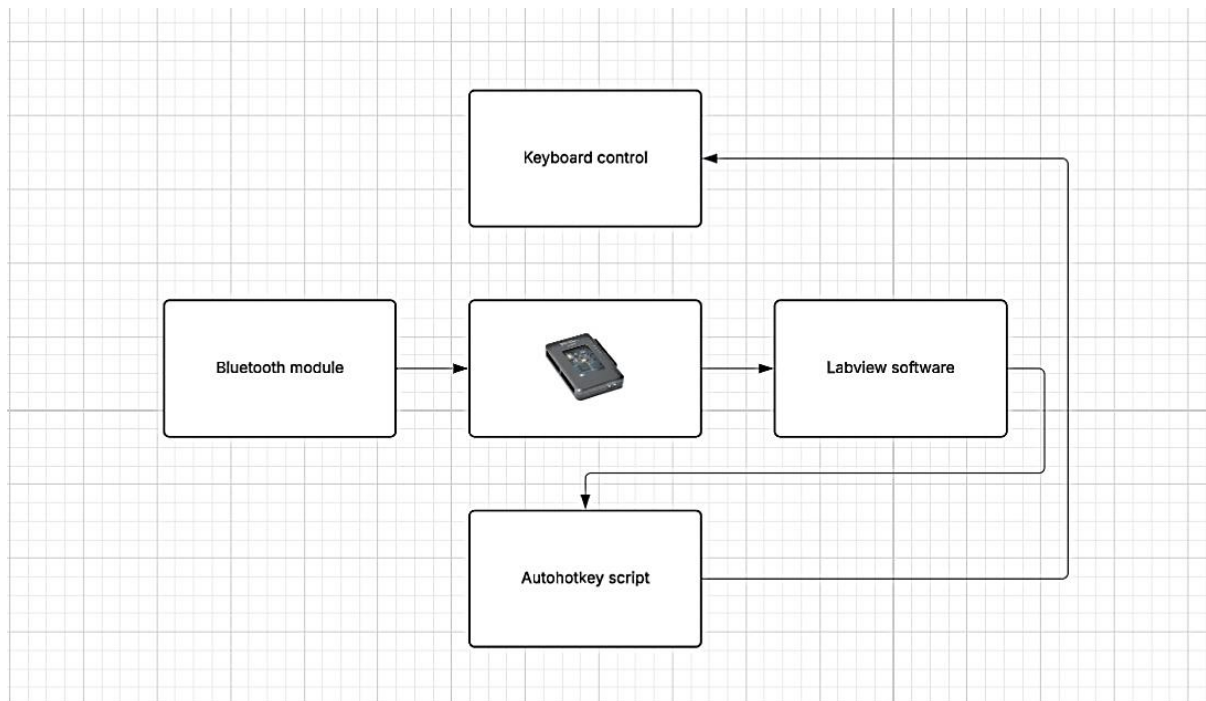 Keyboard control
Bluetooth module
Labview software
Autohotkey script